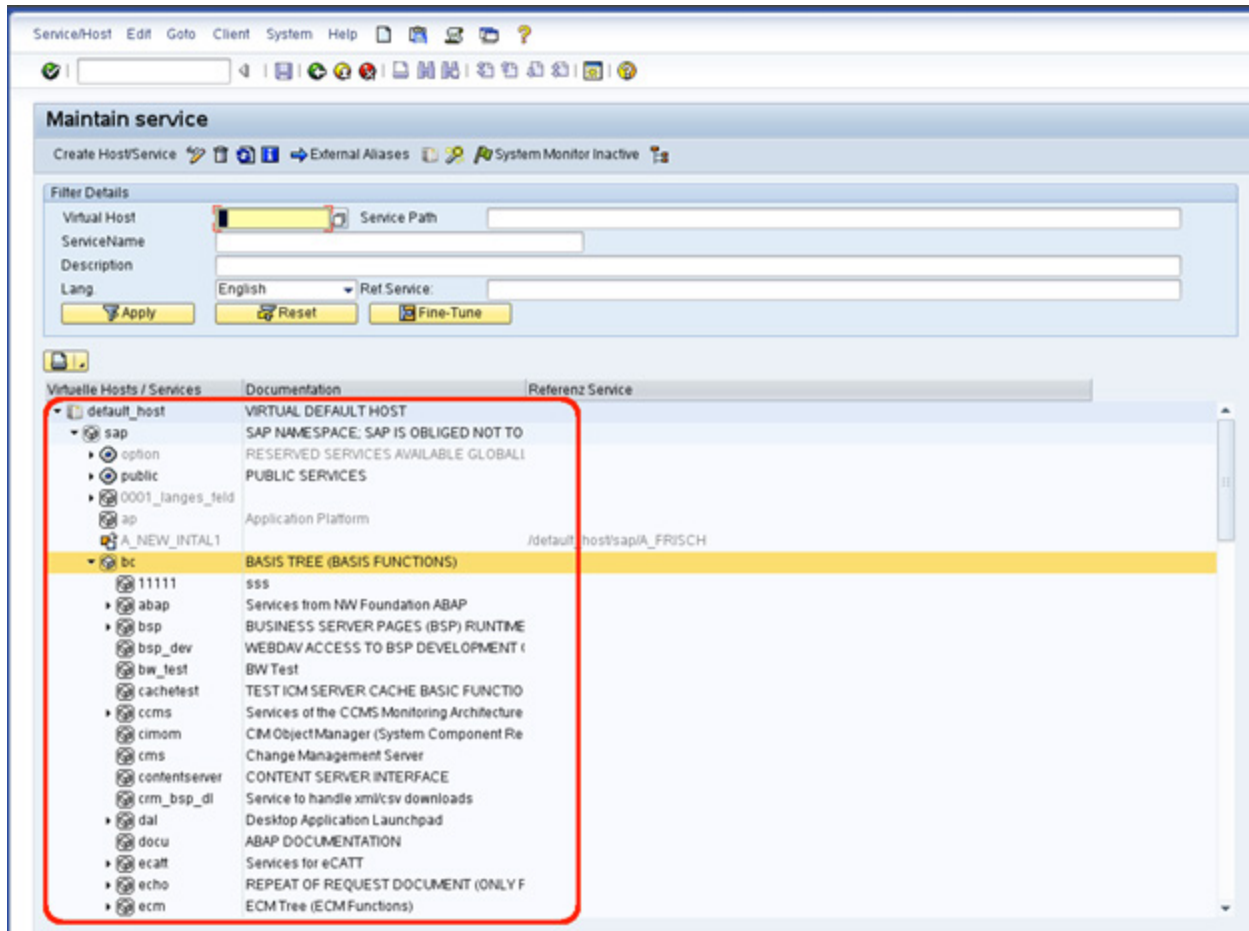 Service/Host Edit Goto Client System Help
Maintain service
Create Host/Service External Aliases System Monitor Inactive
Filter Details
Virtual Host Service Path
ServiceName
Description
Lang. English Ref.Service:
Apply Reset Fine-Tune
Virtuelle Hosts / Services Documentation Referenz Service
default_host VIRTUAL DEFAULT HOST
sap SAP NAMESPACE; SAP IS OBLIGED NOT TO
option RESERVED SERVICES AVAILABLE GLOBALL
public PUBLIC SERVICES
0001_langes_feld
ap Application Platform
A_NEW_INTAL1 /default_host/sap/A_FRISCH
bc BASIS TREE (BASIS FUNCTIONS)
11111 sss
abap Services from NW Foundation ABAP
bsp BUSINESS SERVER PAGES (BSP) RUNTIME
bsp_dev WEBDAV ACCESS TO BSP DEVELOPMENT (
bw_test BW Test
cachetest TEST ICM SERVER CACHE BASIC FUNCTIO
ccms Services of the CCMS Monitoring Architecture
cimom CIM Object Manager (System Component Re
cms Change Management Server
contentserver CONTENT SERVER INTERFACE
crm_bsp_dl Service to handle xml/csv downloads
dal Desktop Application Launchpad
docu ABAP DOCUMENTATION
ecatt Services for eCATT
echo REPEAT OF REQUEST DOCUMENT (ONLY F
ecm ECM Tree (ECM Functions)